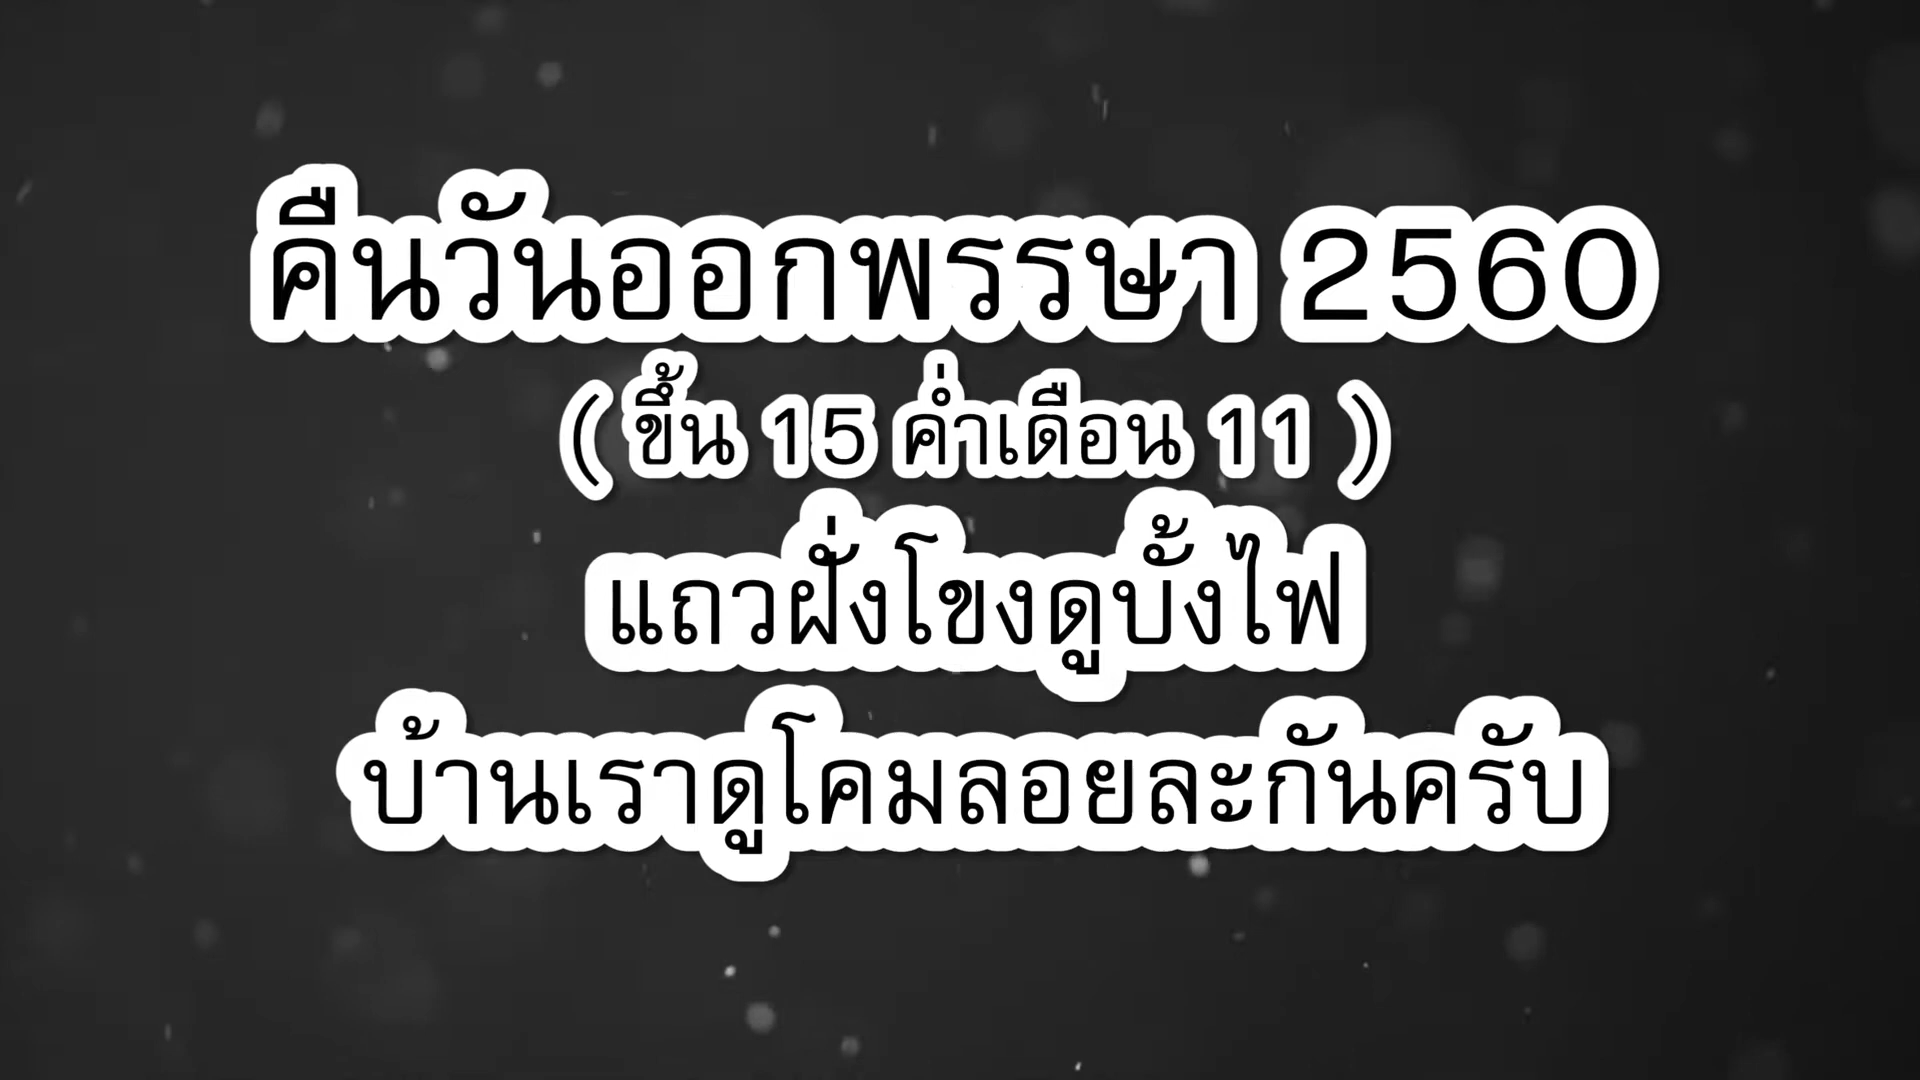 คืนวันออกพรรษา 2560
( ขึ้น 15 ค่ำเดือน 11 )
แถวฝั่งโขงดูบั้งไฟ
บ้านเราดูโคมลอยละกันครับ